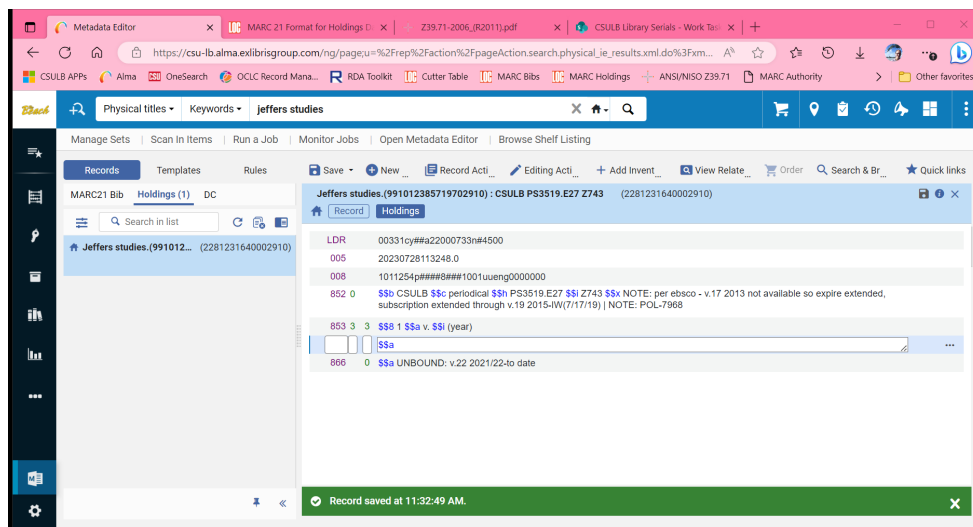 Metadata Editor
MARC 21 Format for Holdings D
Z39.71-2006_(R2011).pdf
CSULB Library Serials - Work Tas
https://csu-lb.alma.exlibrisgroup.com/ng/page;u=%2Frep%2Faction%2FpageAction.search.physical_ie_results.xml.do%3Fxm...
CSULB APPs Alma OneSearch OCLC Record Mana... RDA Toolkit Cutter Table MARC Bibs MARC Holdings ANSI/NISO Z39.71 MARC Authority Other favorites
Beach Physical titles Keywords jeffers studies
Manage Sets Scan In Items Run a Job Monitor Jobs Open Metadata Editor Browse Shelf Listing
Records Templates Rules Save New ... Record Acti... Editing Acti... Add Invent... View Relate... Order Search & Br... Quick links
MARC21 Bib Holdings (1) DC
Search in list
Jeffers studies.(991012... (2281231640002910)
Jeffers studies.(991012385719702910) : CSULB PS3519.E27 Z743 (2281231640002910)
Record Holdings
LDR 00331cy##a22000733n#4500
005 20230728113248.0
008 1011254p####8###1001uueng0000000
852 0 $$b CSULB $$c periodical $$h PS3519.E27 $$i Z743 $$x NOTE: per ebsco - v.17 2013 not available so expire extended,
subscription extended through v.19 2015-IW(7/17/19) | NOTE: POL-7968
853 3 3 $$8 1 $$a v. $$i (year)
$$a
866 0 $$a UNBOUND: v.22 2021/22-to date
Record saved at 11:32:49 AM.